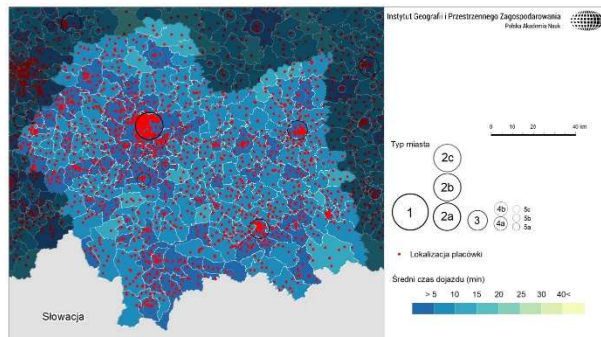 Instytut Geografii i Przestrzennego Zagospodarowania
Polska Akademia Nauk
0 10 20 40 km
Typ miasta
2c
2b
1 2a 3
4b
4a
5c
5b
5a
Lokalizacja placówki
Średni czas dojazdu (min)
> 5 10 15 20 25 30 40<
Słowacja